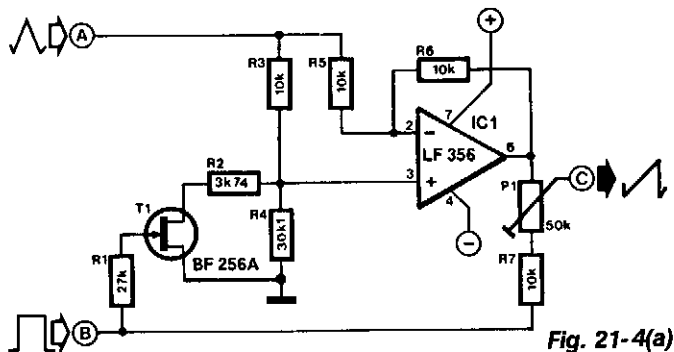 A
R3
10k
R5
10k
R6
10k
+
7
IC1
2
−
LF 356
6
3
+
4
−
R2
3k74
T1
R4
30k1
BF 256A
R1
27k
P1
50k
C
R7
10k
B
Fig. 21-4(a)